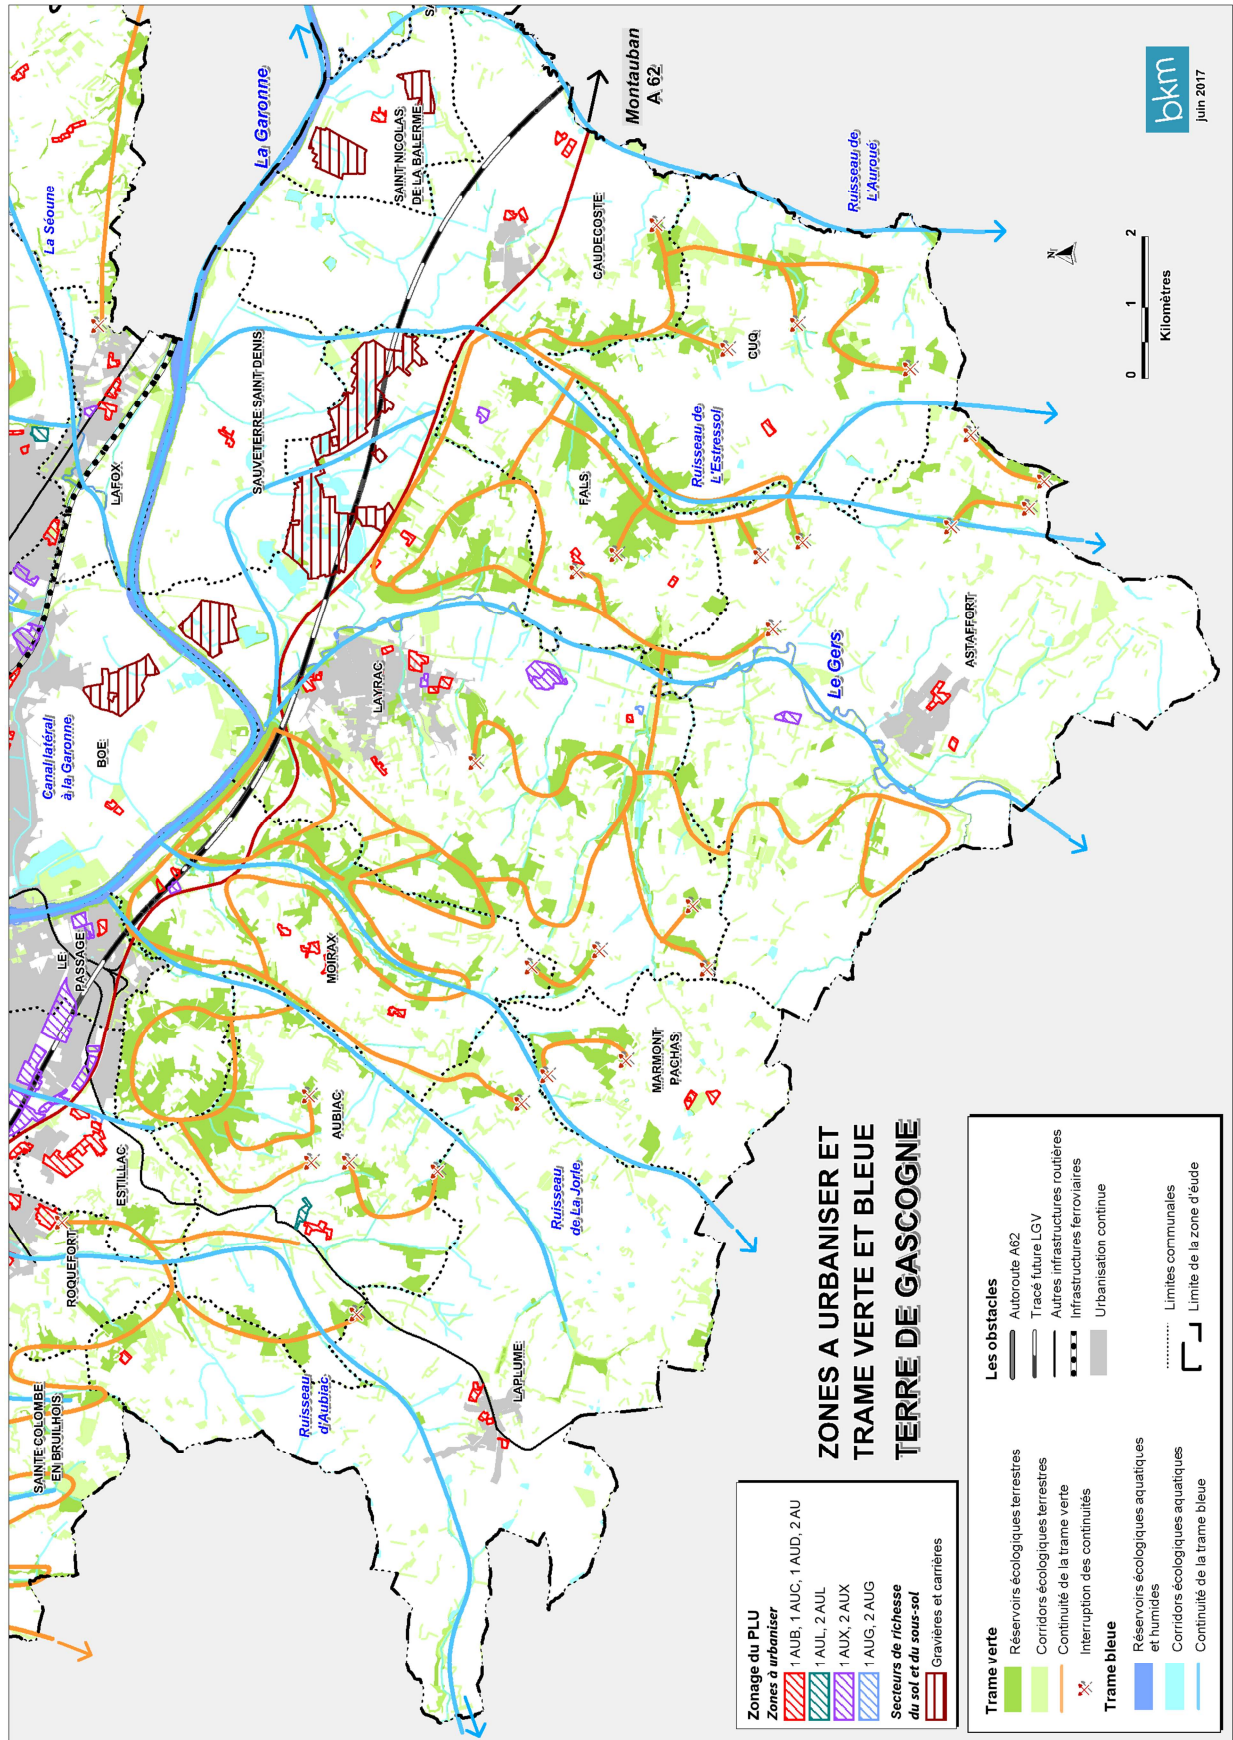 La Séoune
La Garonne
SA
Montauban
A 62
bkm
juin 2017
SAINT NICOLAS
DE LA BALERME
Ruisseau de
L'Auroué
CAUDECOSTE
N
0 1 2
Kilomètres
CUQ
SAUVETERRE SAINT DENIS
LAFOX
FALS
Ruisseau de
L'Estressol
ASTAFFORT
Le Gers
LAYRAC
Canal latéral
à la Garonne
BOE
LE
PASSAGE
MOIRAX
MARMONT
PACHAS
AUBIAC
ESTILLAC
ROQUEFORT
Ruisseau
de La Jorle
LAPLUME
Ruisseau
d'Aubiac
SAINTE COLOMBE
EN BRUILHOIS
ZONES A URBANISER ET
TRAME VERTE ET BLEUE
TERRE DE GASCOGNE
Zonage du PLU
Zones à urbaniser
1 AUB, 1 AUC, 1 AUD, 2 AU
1 AUL, 2 AUL
1 AUX, 2 AUX
1 AUG, 2 AUG
Secteurs de richesse
du sol et du sous-sol
Gravières et carrières
Trame verte
Réservoirs écologiques terrestres
Corridors écologiques terrestres
Continuité de la trame verte
Interruption des continuités
Trame bleue
Réservoirs écologiques aquatiques
et humides
Corridors écologiques aquatiques
Continuité de la trame bleue
Les obstacles
Autoroute A62
Tracé future LGV
Autres infrastructures routières
Infrastructures ferroviaires
Urbanisation continue
Limites communales
Limite de la zone d'éude